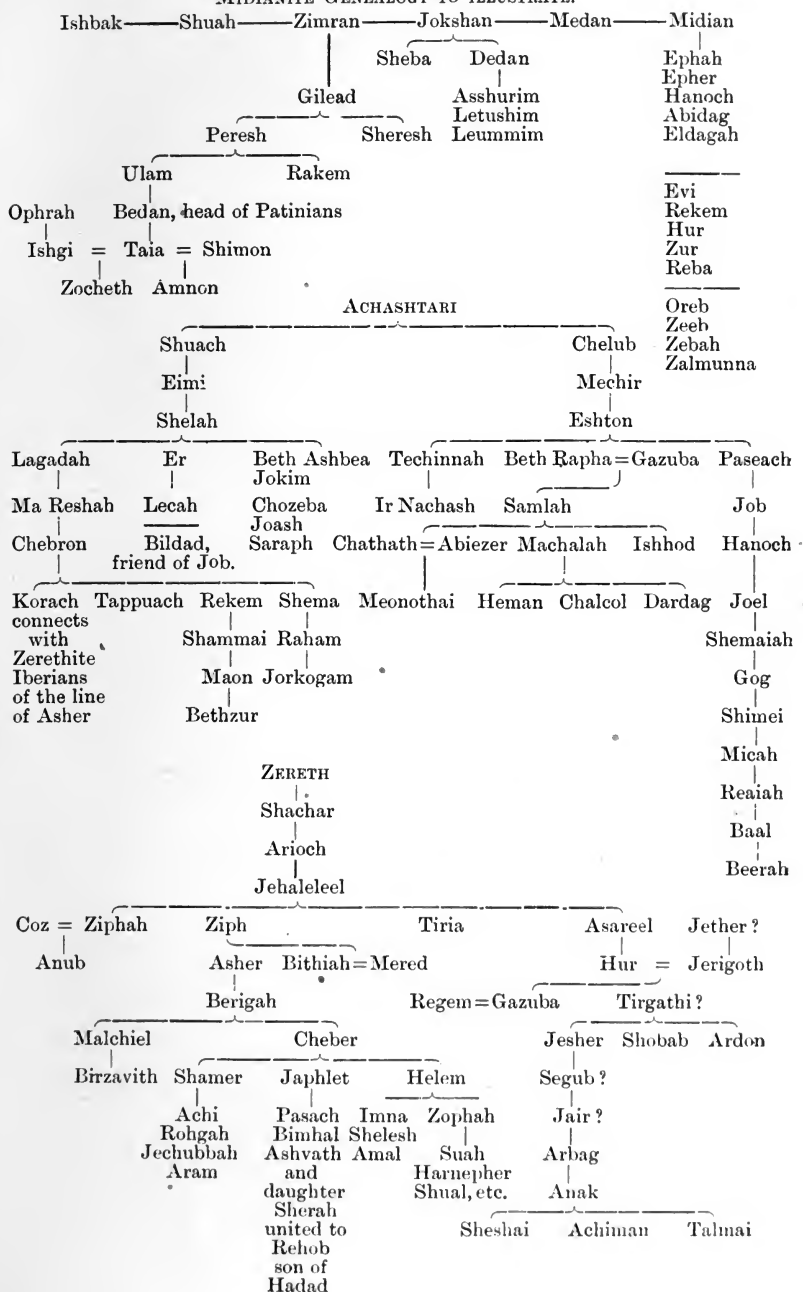 MIDIANITE GENEALOGY TO ILLUSTRATE.
Ishbak Shuah Zimran Jokshan Medan Midian
Sheba Dedan Ephah
Epher
Gilead Asshurim Hanoch
Letushim Abidag
Peresh Sheresh Leummim Eldagah
Ulam Rakem
Evi
Ophrah Bedan, head of Patinians Rekem
Hur
Ishgi = Taia = Shimon Zur
Reba
Zocheth Amnon
ACHASHTARI Oreb
Zeeb
Shuach Chelub Zebah
Zalmunna
Eimi Mechir
Shelah Eshton
Lagadah Er Beth Ashbea Techinnah Beth Rapha=Gazuba Paseach
Jokim
Ma Reshah Lecah Chozeba Ir Nachash Samlah Job
Joash
Chebron Bildad, Saraph Chathath=Abiezer Machalah Ishhod Hanoch
friend of Job.
Korach Tappuach Rekem Shema Meonothai Heman Chalcol Dardag Joel
connects
with Shammai Raham Shemaiah
Zerethite
Iberians Maon Jorkogam Gog
of the line
of Asher Bethzur Shimei
Micah
ZERETH
Reaiah
Shachar
Baal
Arioch
Beerah
Jehaleleel
Coz = Ziphah Ziph Tiria Asareel Jether?
Anub Asher Bithiah=Mered Hur = Jerigoth
Berigah Regem=Gazuba Tirgathi?
Malchiel Cheber Jesher Shobab Ardon
Birzavith Shamer Japhlet Helem Segub?
Achi Pasach Imna Zophah Jair?
Rohgah Bimhal Shelesh
Jechubbah Ashvath Amal Suah Arbag
Aram and Harnepher
daughter Shual, etc. Anak
Sherah
united to Sheshai Achiman Talmai
Rehob
son of
Hadad